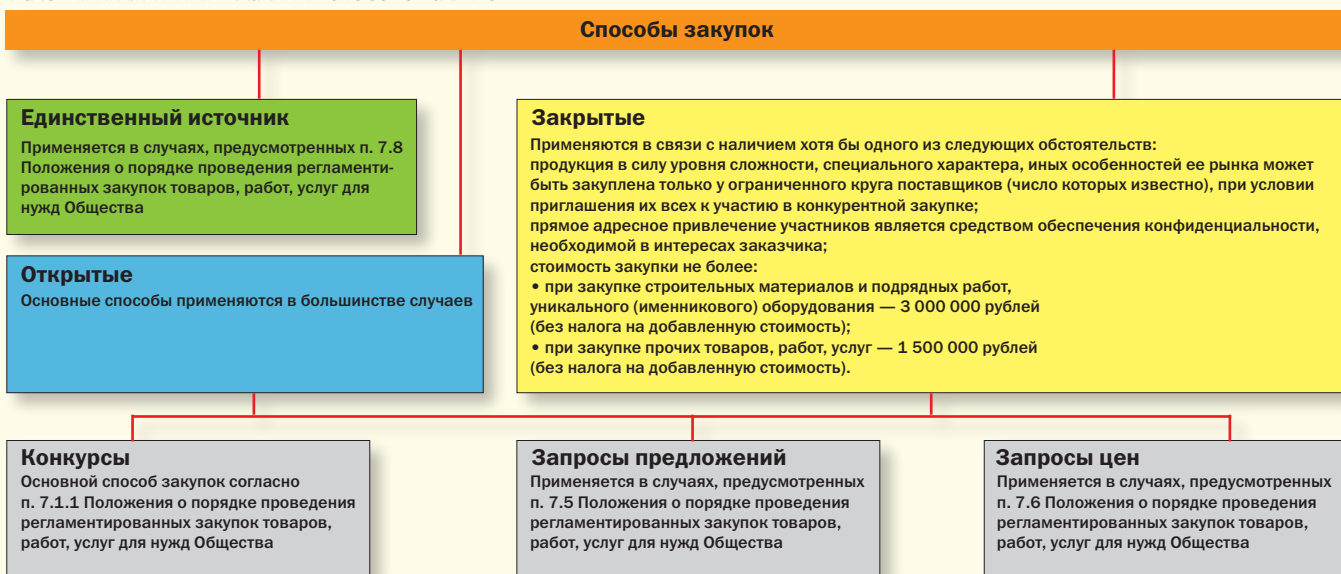 Способы закупок
Единственный источник
Применяется в случаях, предусмотренных п. 7.8
Положения о порядке проведения регламенти-
рованных закупок товаров, работ, услуг для
нужд Общества
Открытые
Основные способы применяются в большинстве случаев
Закрытые
Применяются в связи с наличием хотя бы одного из следующих обстоятельств:
продукция в силу уровня сложности, специального характера, иных особенностей ее рынка может
быть закуплена только у ограниченного круга поставщиков (число которых известно), при условии
приглашения их всех к участию в конкурентной закупке;
прямое адресное привлечение участников является средством обеспечения конфиденциальности,
необходимой в интересах заказчика;
стоимость закупки не более:
• при закупке строительных материалов и подрядных работ,
уникального (именникового) оборудования — 3 000 000 рублей
(без налога на добавленную стоимость);
• при закупке прочих товаров, работ, услуг — 1 500 000 рублей
(без налога на добавленную стоимость).
Конкурсы
Основной способ закупок согласно
п. 7.1.1 Положения о порядке проведения
регламентированных закупок товаров,
работ, услуг для нужд Общества
Запросы предложений
Применяется в случаях, предусмотренных
п. 7.5 Положения о порядке проведения
регламентированных закупок товаров,
работ, услуг для нужд Общества
Запросы цен
Применяется в случаях, предусмотренных
п. 7.6 Положения о порядке проведения
регламентированных закупок товаров,
работ, услуг для нужд Общества